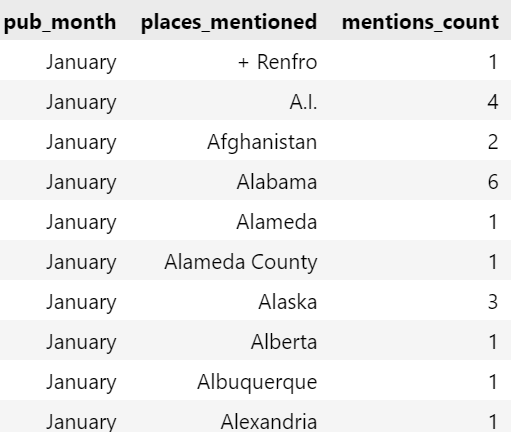 pub_month places_mentioned mentions_count
January + Renfro 1
January A.I. 4
January Afghanistan 2
January Alabama 6
January Alameda 1
January Alameda County 1
January Alaska 3
January Alberta 1
January Albuquerque 1
January Alexandria 1